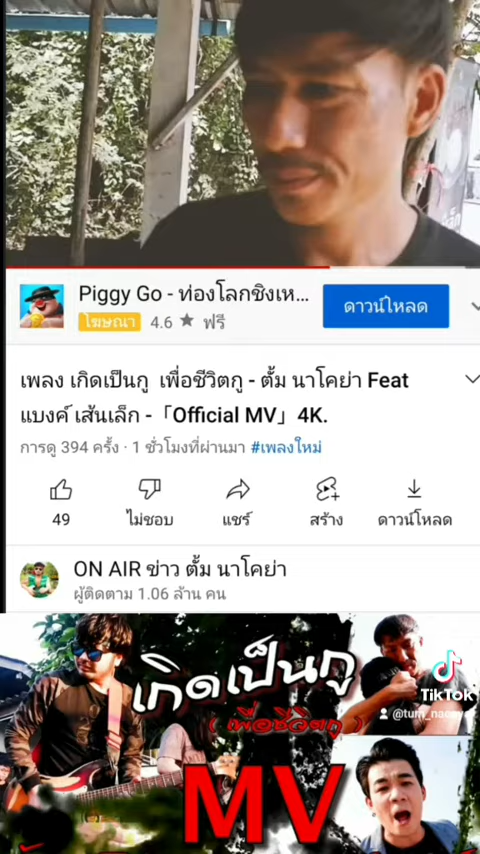 Piggy Go - ท่องโลกชิงเห...
ดาวน์โหลด
โฆษณา 4.6 ★ ฟรี
เพลง เกิดเป็นกู เพื่อชีวิตกู - ตั้ม นาโคย่า Feat
แบงค์ เส้นเล็ก -「Official MV」4K.
การดู 394 ครั้ง · 1 ชั่วโมงที่ผ่านมา #เพลงใหม่
49 ไม่ชอบ แชร์ สร้าง ดาวน์โหลด
ON AIR ข่าว ตั้ม นาโคย่า
ผู้ติดตาม 1.06 ล้าน คน
เกิดเป็นกู
( เพื่อชีวิตกู )
TikTok
MV